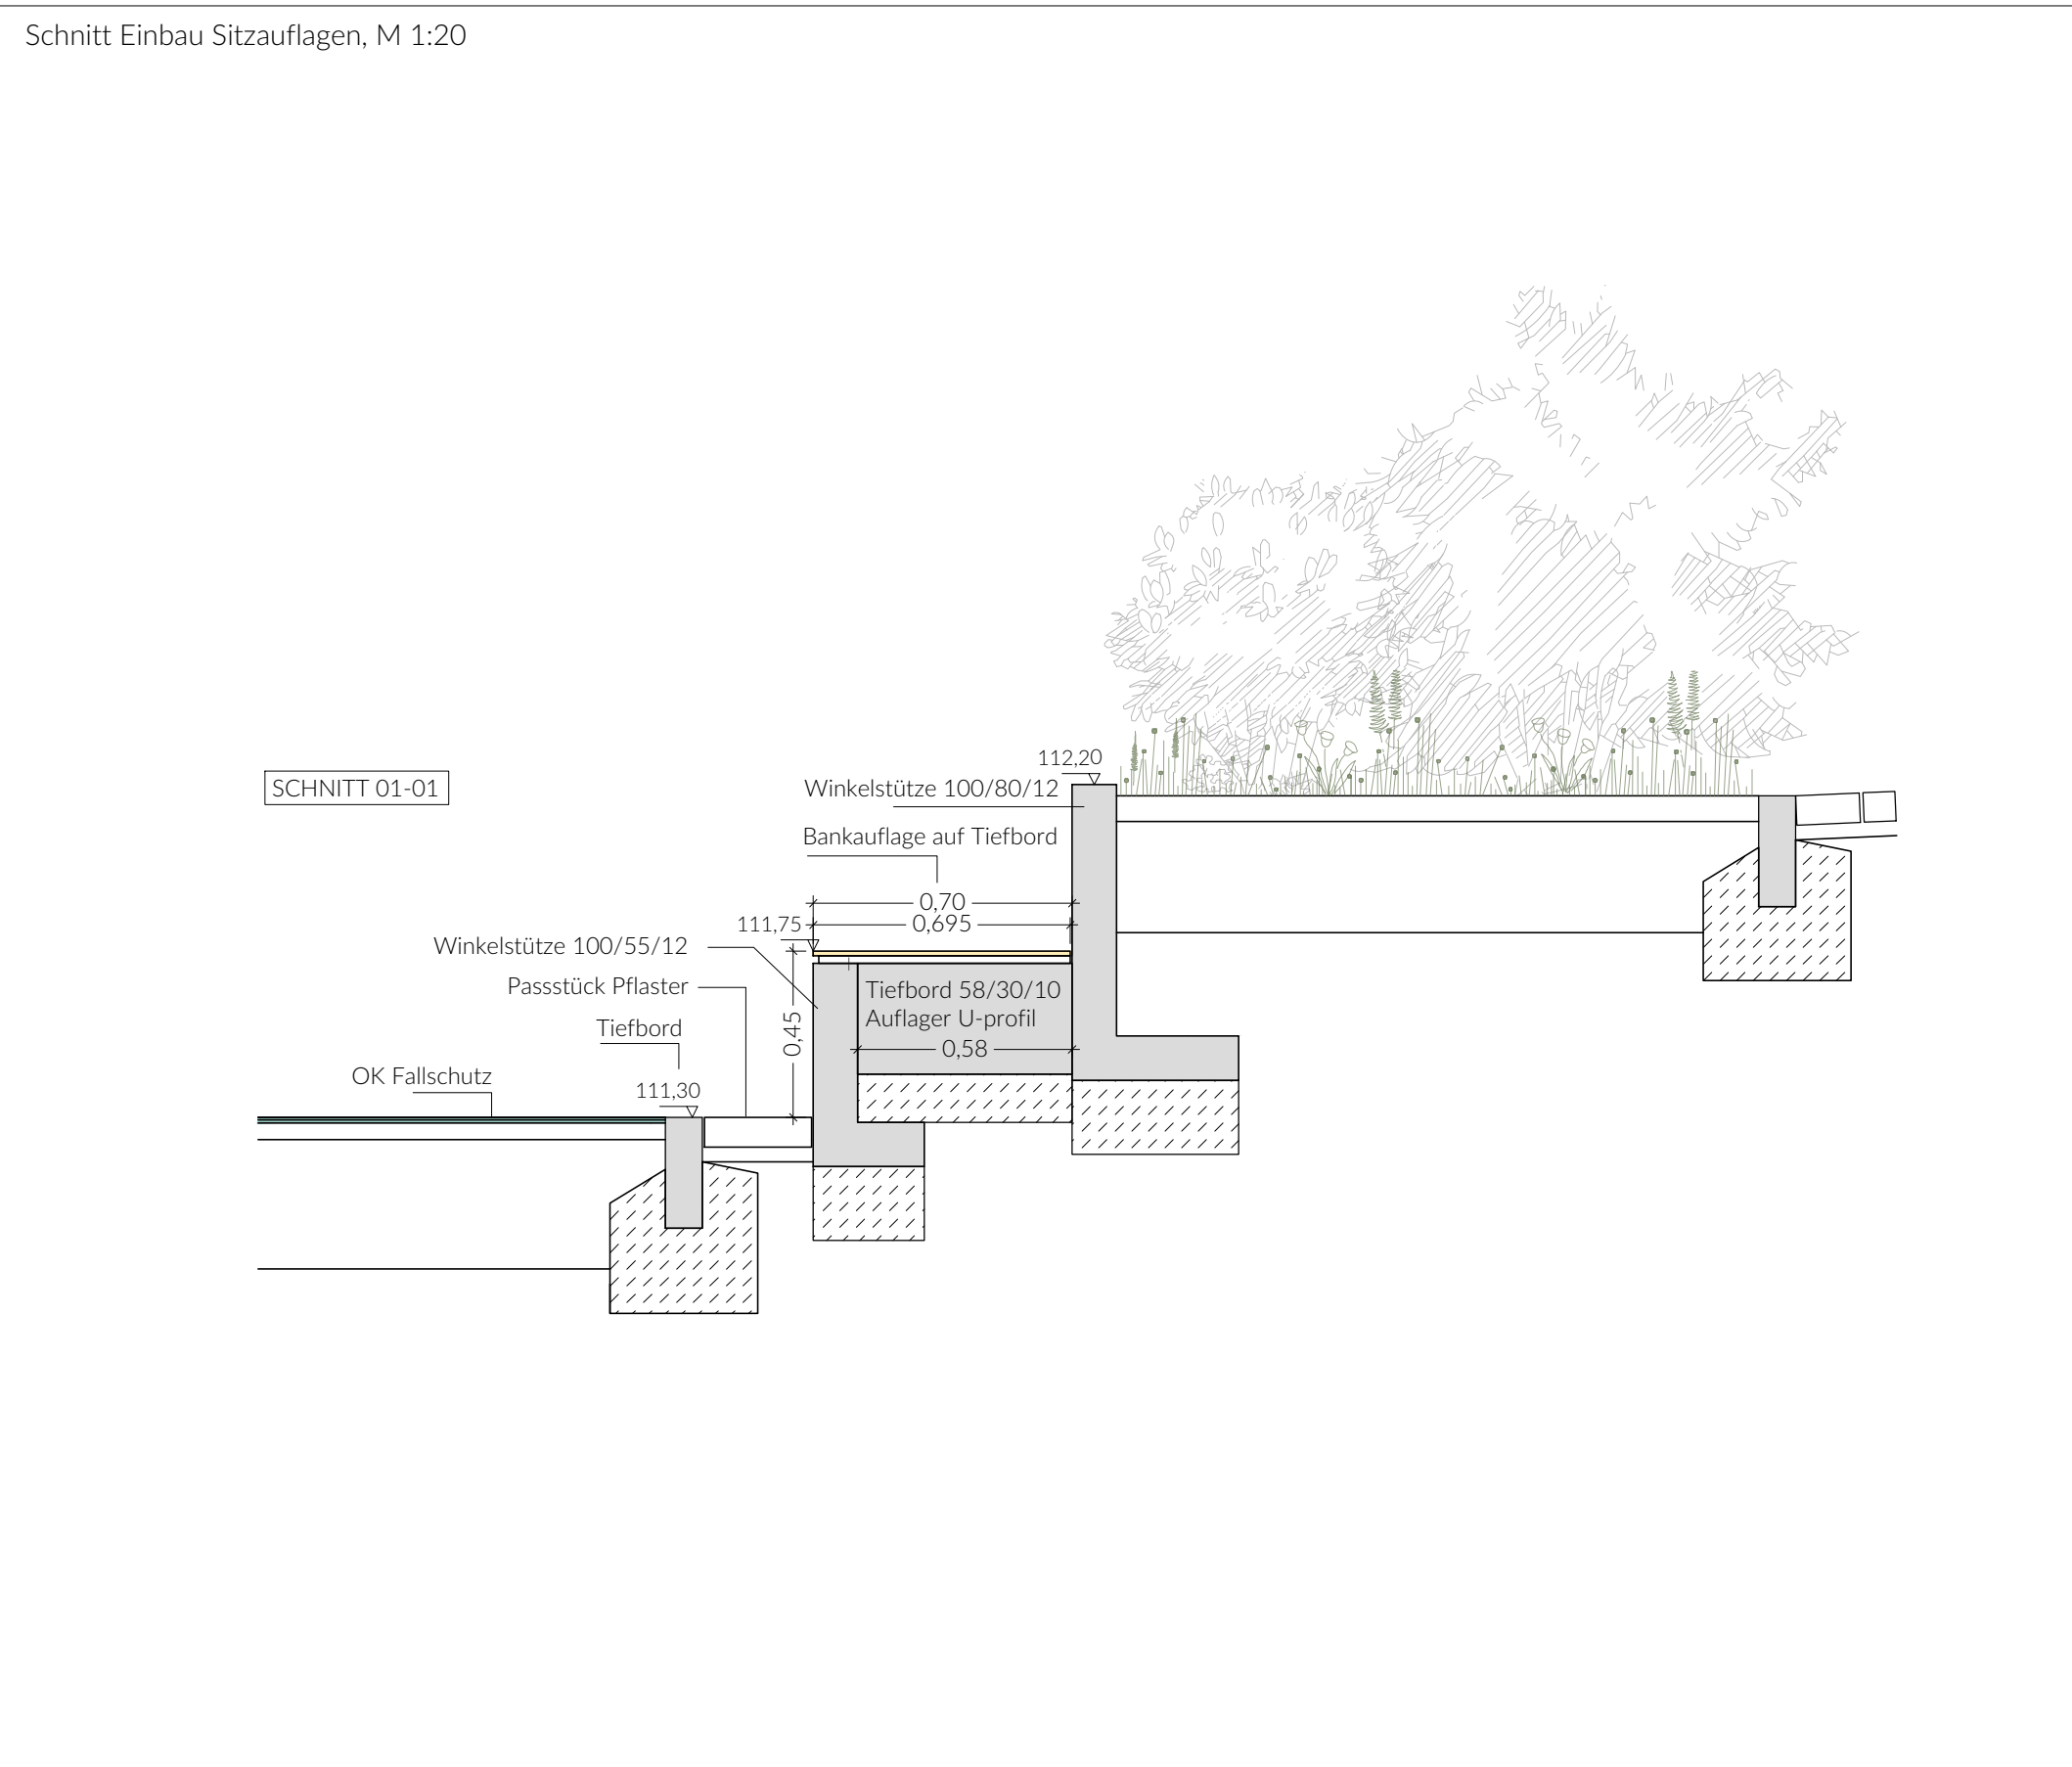 Schnitt Einbau Sitzauflagen, M 1:20
112,20
SCHNITT 01-01
Winkelstütze 100/80/12
Bankauflage auf Tiefbord
0,70
111,75
0,695
Winkelstütze 100/55/12
Passstück Pflaster
Tiefbord 58/30/10
Auflager U-profil
Tiefbord
0,45
0,58
OK Fallschutz
111,30